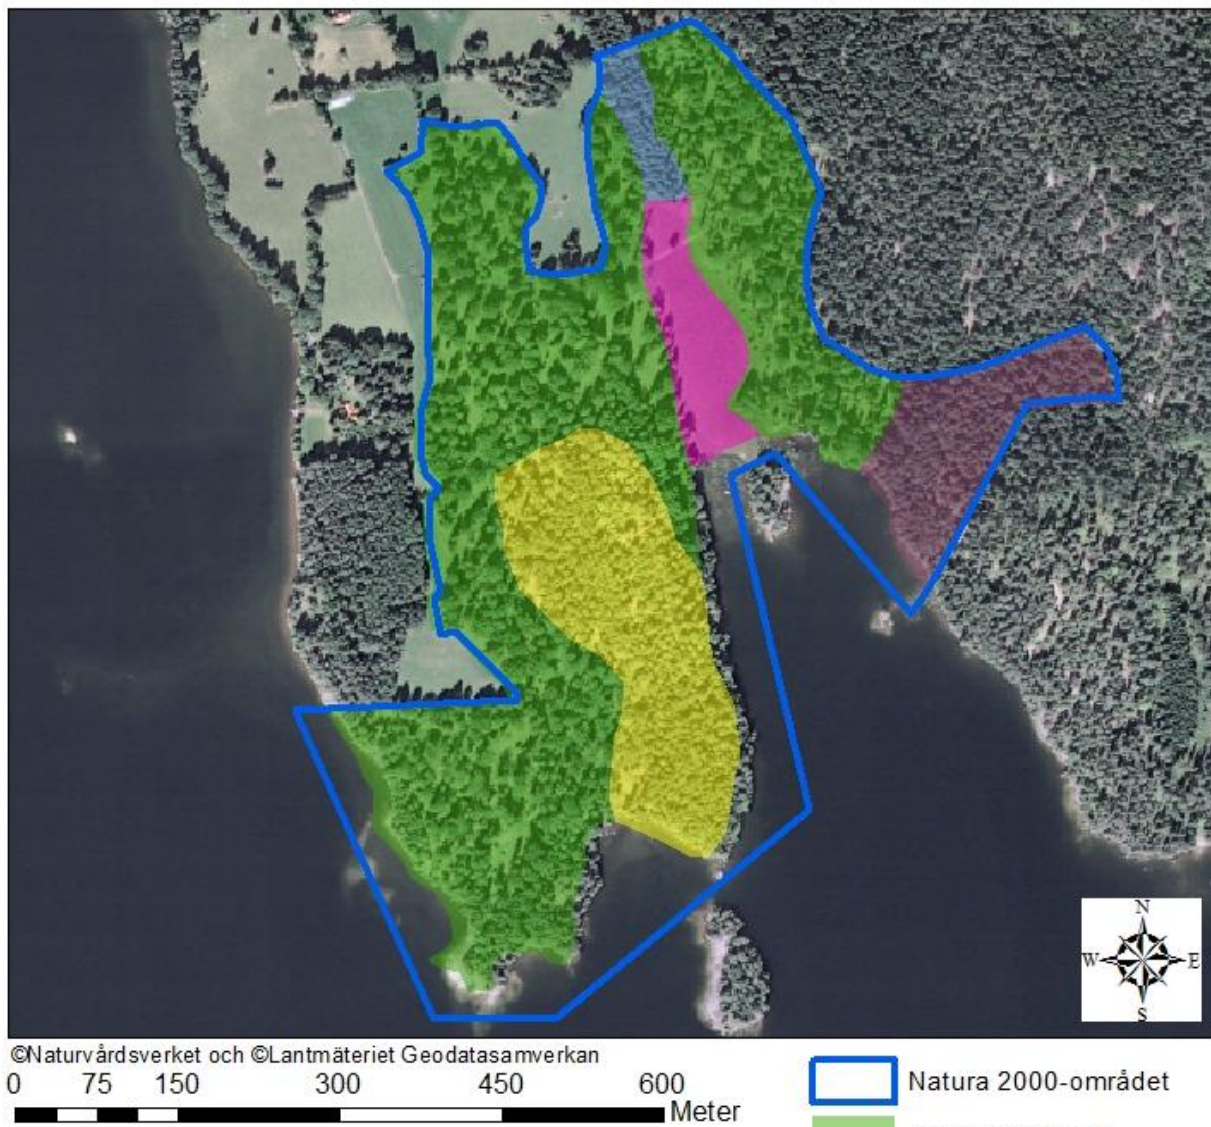 N
W E
S
©Naturvårdsverket och ©Lantmäteriet Geodatasamverkan
0 75 150 300 450 600
Meter
Natura 2000-området